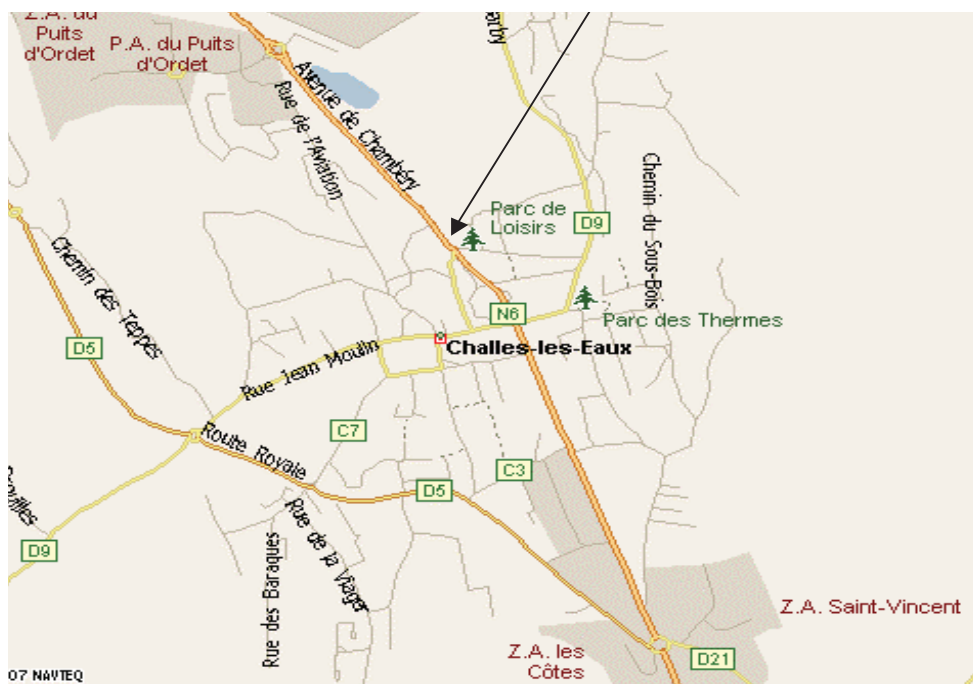 Z.A. du
Puits
d'Ordet
P.A. du Puits
d'Ordet
Avenue de Chambéry
Rue de l'Aviation
Parc de
Loisirs
D9
Chemin du Sous-Bois
Chemin des Teppes
N6
Parc des Thermes
D5
Rue Jean Moulin
Challes-les-Eaux
C7
Route Royale
C3
D5
D9
Rue des Baraques
Rue de la Viager
Z.A. Saint-Vincent
Z.A. les
Côtes
D21
07 NAVTEQ